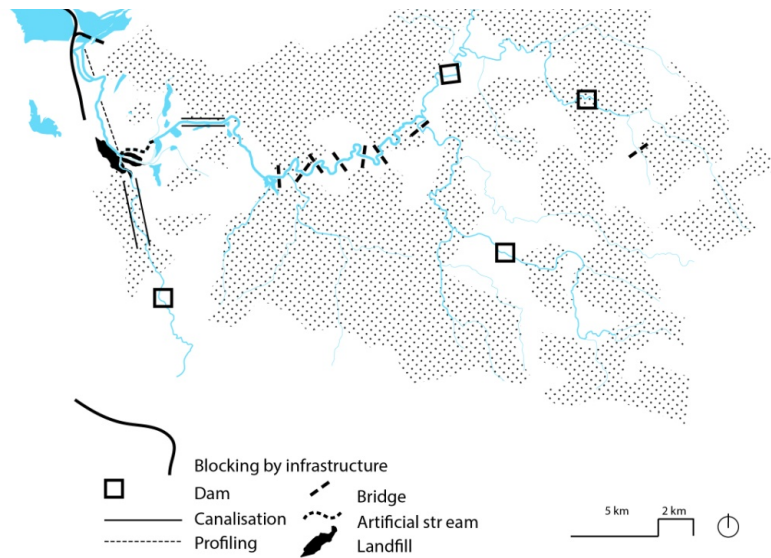 Blocking by infrastructure
Dam
Bridge
Canalisation
Artificial str eam
Profiling
Landfill
5 km
2 km